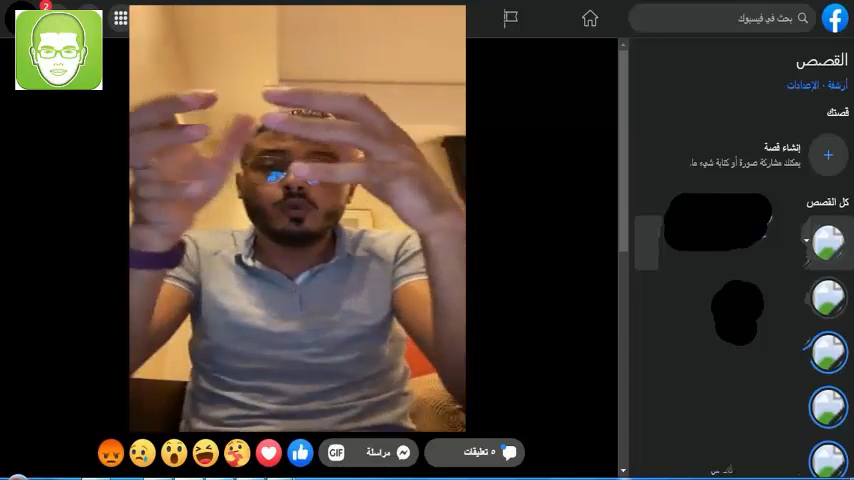 2
بحث في فيسبوك
القصص
أرشفة · الإعدادات
قصتك
إنشاء قصة
يمكنك مشاركة صورة أو كتابة شيء ما.
كل القصص
GIF
مراسلة
٥ تعليقات